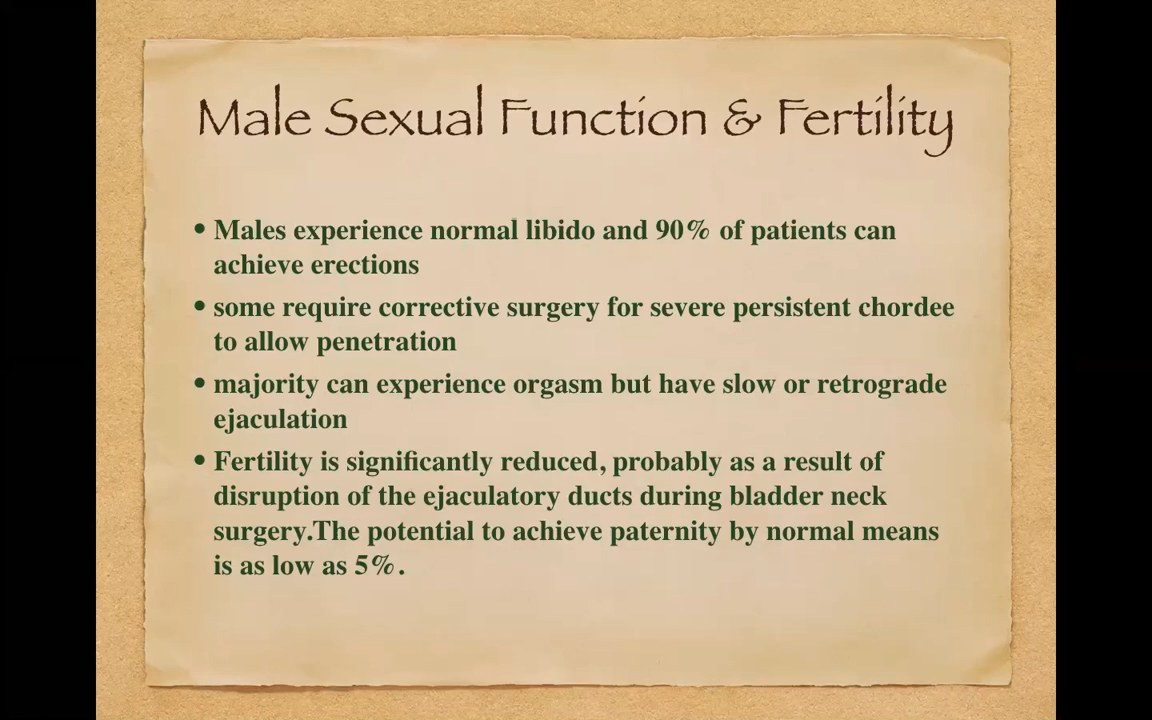 Male Sexual Function & Fertility
• Males experience normal libido and 90% of patients can
achieve erections
• some require corrective surgery for severe persistent chordee
to allow penetration
• majority can experience orgasm but have slow or retrograde
ejaculation
• Fertility is significantly reduced, probably as a result of
disruption of the ejaculatory ducts during bladder neck
surgery.The potential to achieve paternity by normal means
is as low as 5%.